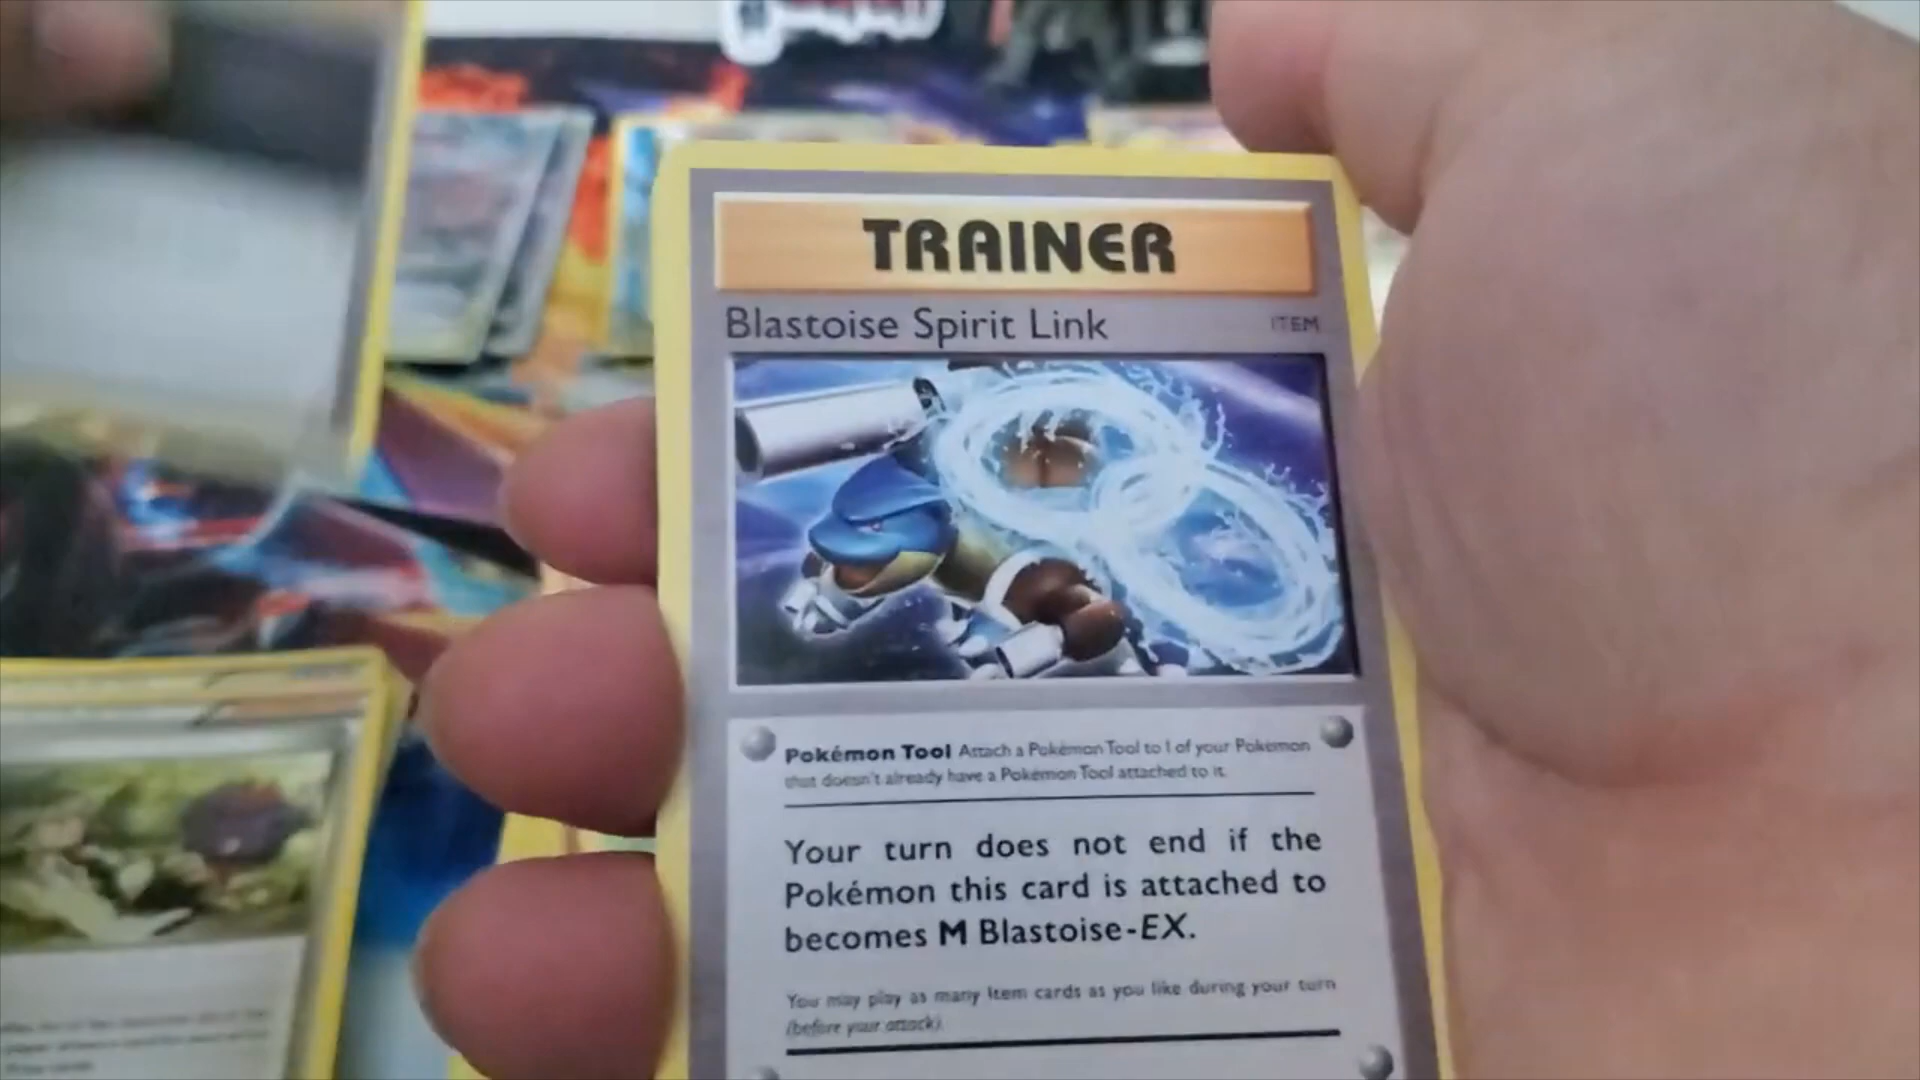 TRAINER
Blastoise Spirit Link ITEM
Pokémon Tool Attach a Pokémon Tool to 1 of your Pokémon
that doesn't already have a Pokémon Tool attached to it.
Your turn does not end if the
Pokémon this card is attached to
becomes M Blastoise-EX.
You may play as many Item cards as you like during your turn
(before your attack).